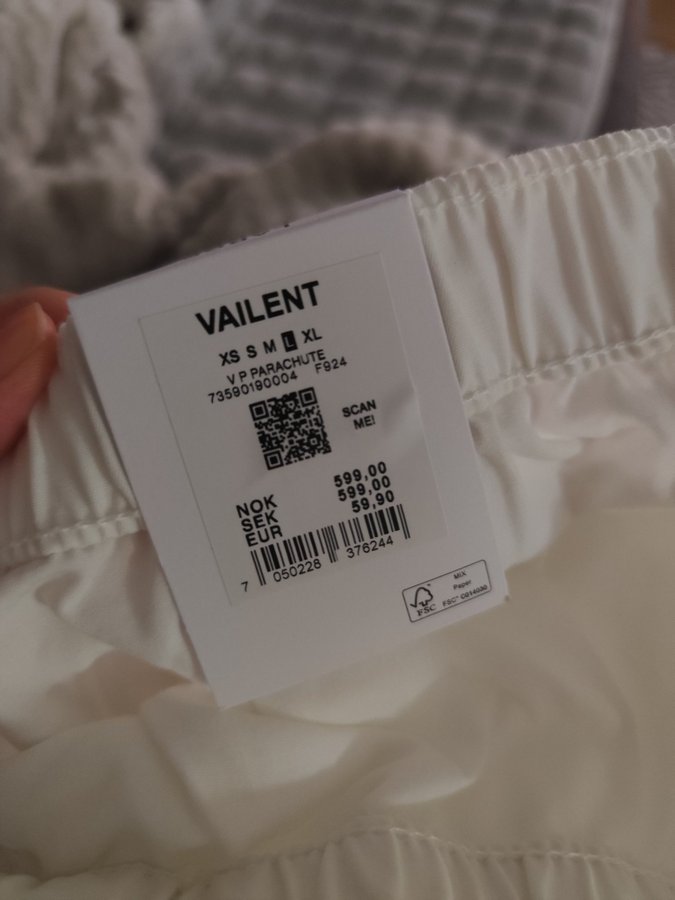 VAILENT
XS S M L XL
V P PARACHUTE
73590190004 F924
SCAN
ME!
NOK 599,00
SEK 599,00
EUR 59,90
7 050228 376244
MIX
Paper
FSC